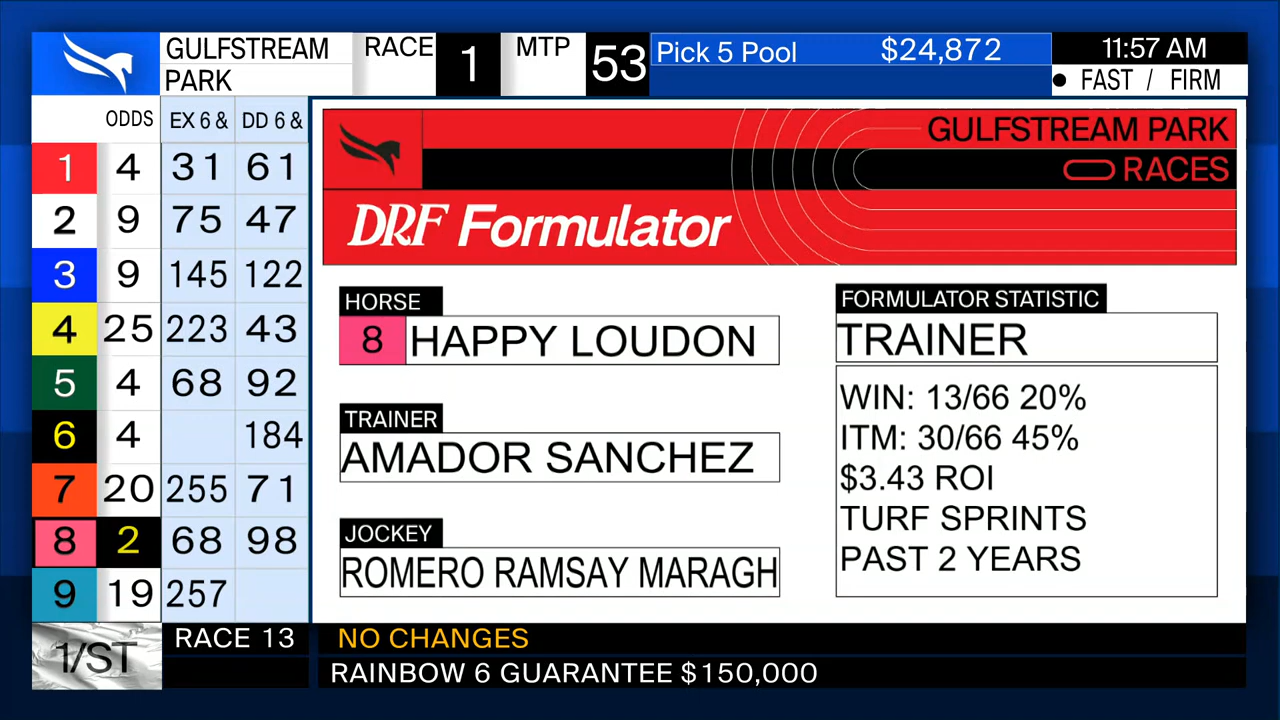 GULFSTREAM PARK
RACE 1
MTP 53
Pick 5 Pool $24,872
11:57 AM
FAST / FIRM
ODDS EX 6 & DD 6 &
1 4 31 61
2 9 75 47
3 9 145 122
4 25 223 43
5 4 68 92
6 4 184
7 20 255 71
8 2 68 98
9 19 257
GULFSTREAM PARK
RACES
DRF Formulator
HORSE
8 HAPPY LOUDON
TRAINER
AMADOR SANCHEZ
JOCKEY
ROMERO RAMSAY MARAGH
FORMULATOR STATISTIC
TRAINER
WIN: 13/66 20%
ITM: 30/66 45%
$3.43 ROI
TURF SPRINTS
PAST 2 YEARS
1/ST
RACE 13 NO CHANGES
RAINBOW 6 GUARANTEE $150,000